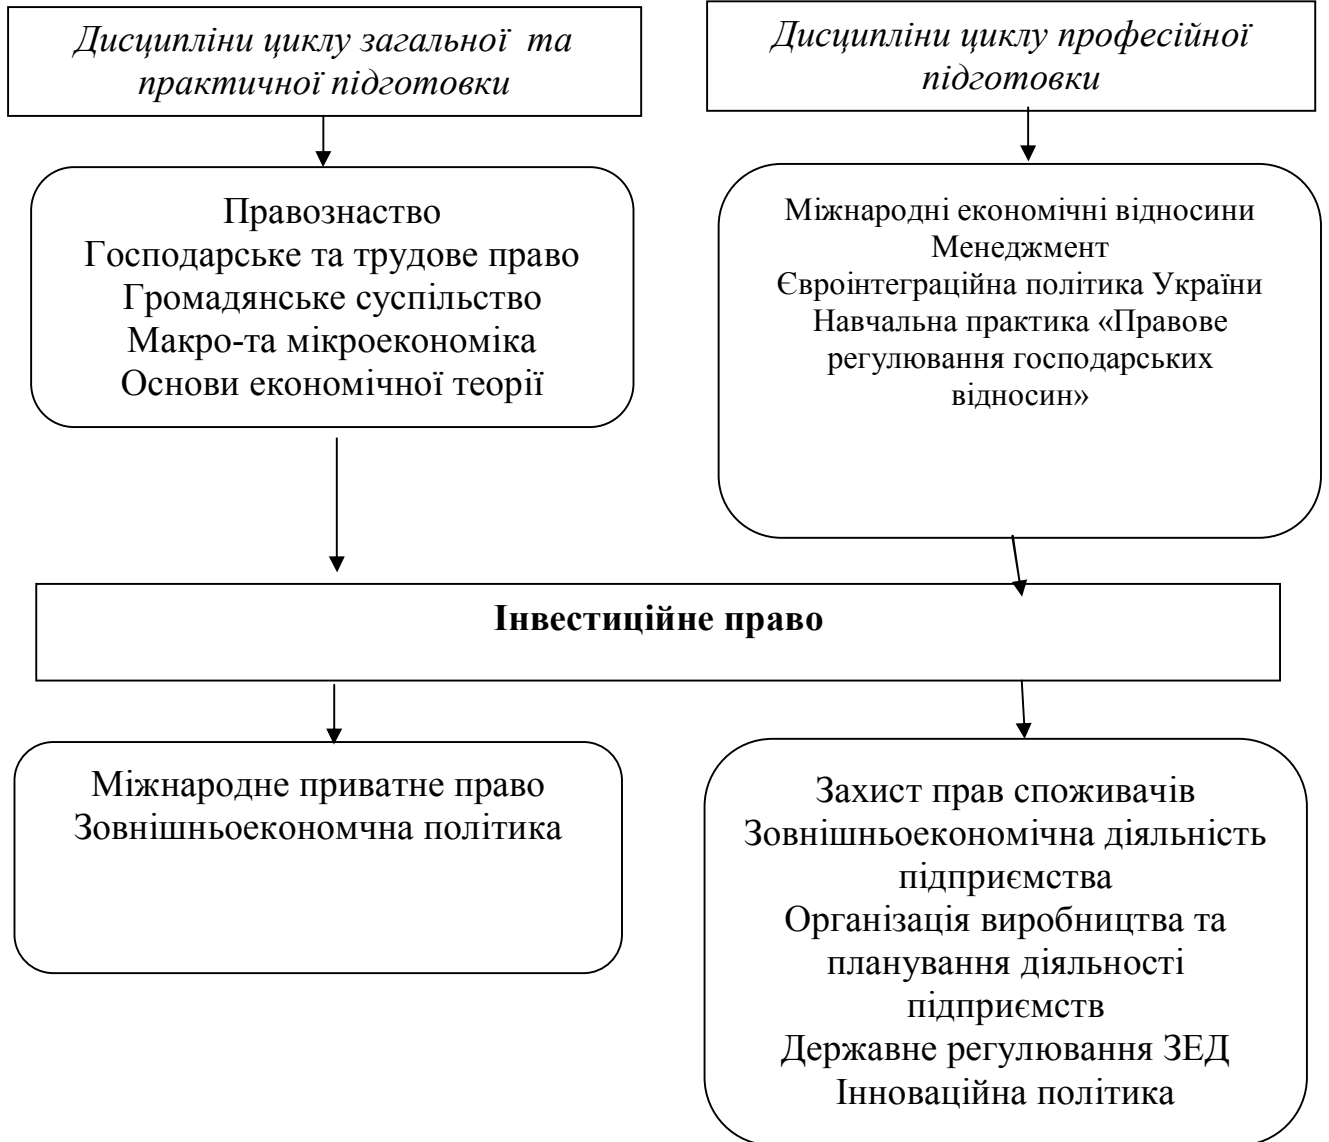 Дисципліни циклу загальної та
практичної підготовки
Дисципліни циклу професійної
підготовки
Правознаство
Господарське та трудове право
Громадянське суспільство
Макро-та мікроекономіка
Основи економічної теорії
Міжнародні економічні відносини
Менеджмент
Євроінтеграційна політика України
Навчальна практика «Правове
регулювання господарських
відносин»
Інвестиційне право
Міжнародне приватне право
Зовнішньоекономчна політика
Захист прав споживачів
Зовнішньоекономічна діяльність
підприємства
Організація виробництва та
планування діяльності
підприємств
Державне регулювання ЗЕД
Інноваційна політика